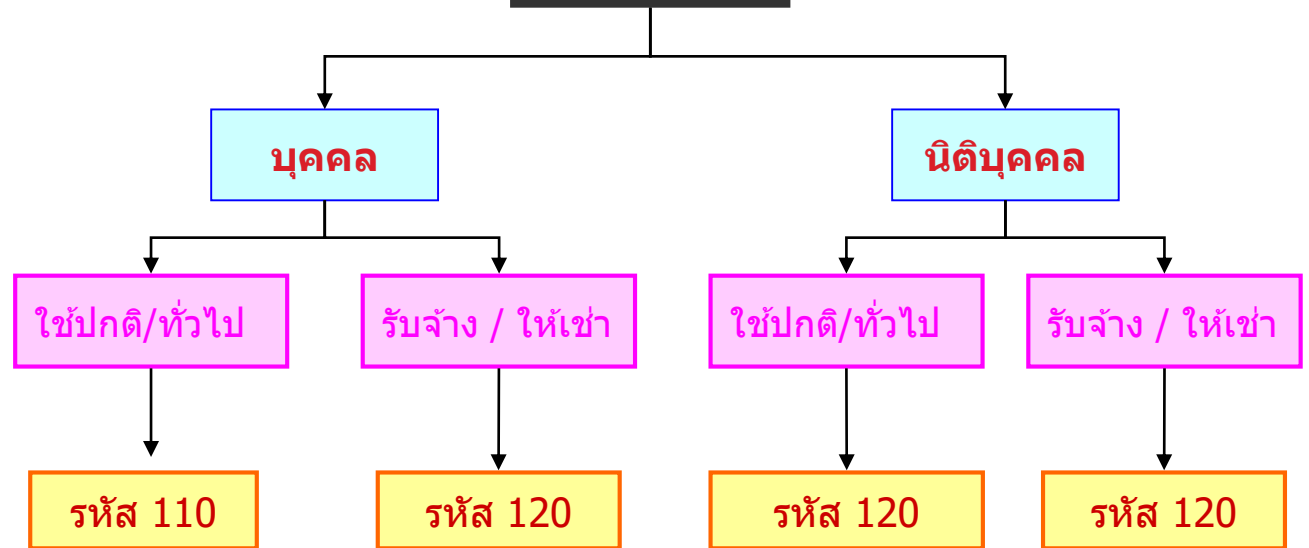 บุคคล
นิติบุคคล
ใช้ปกติ/ทั่วไป
รับจ้าง / ให้เช่า
ใช้ปกติ/ทั่วไป
รับจ้าง / ให้เช่า
รหัส 110
รหัส 120
รหัส 120
รหัส 120